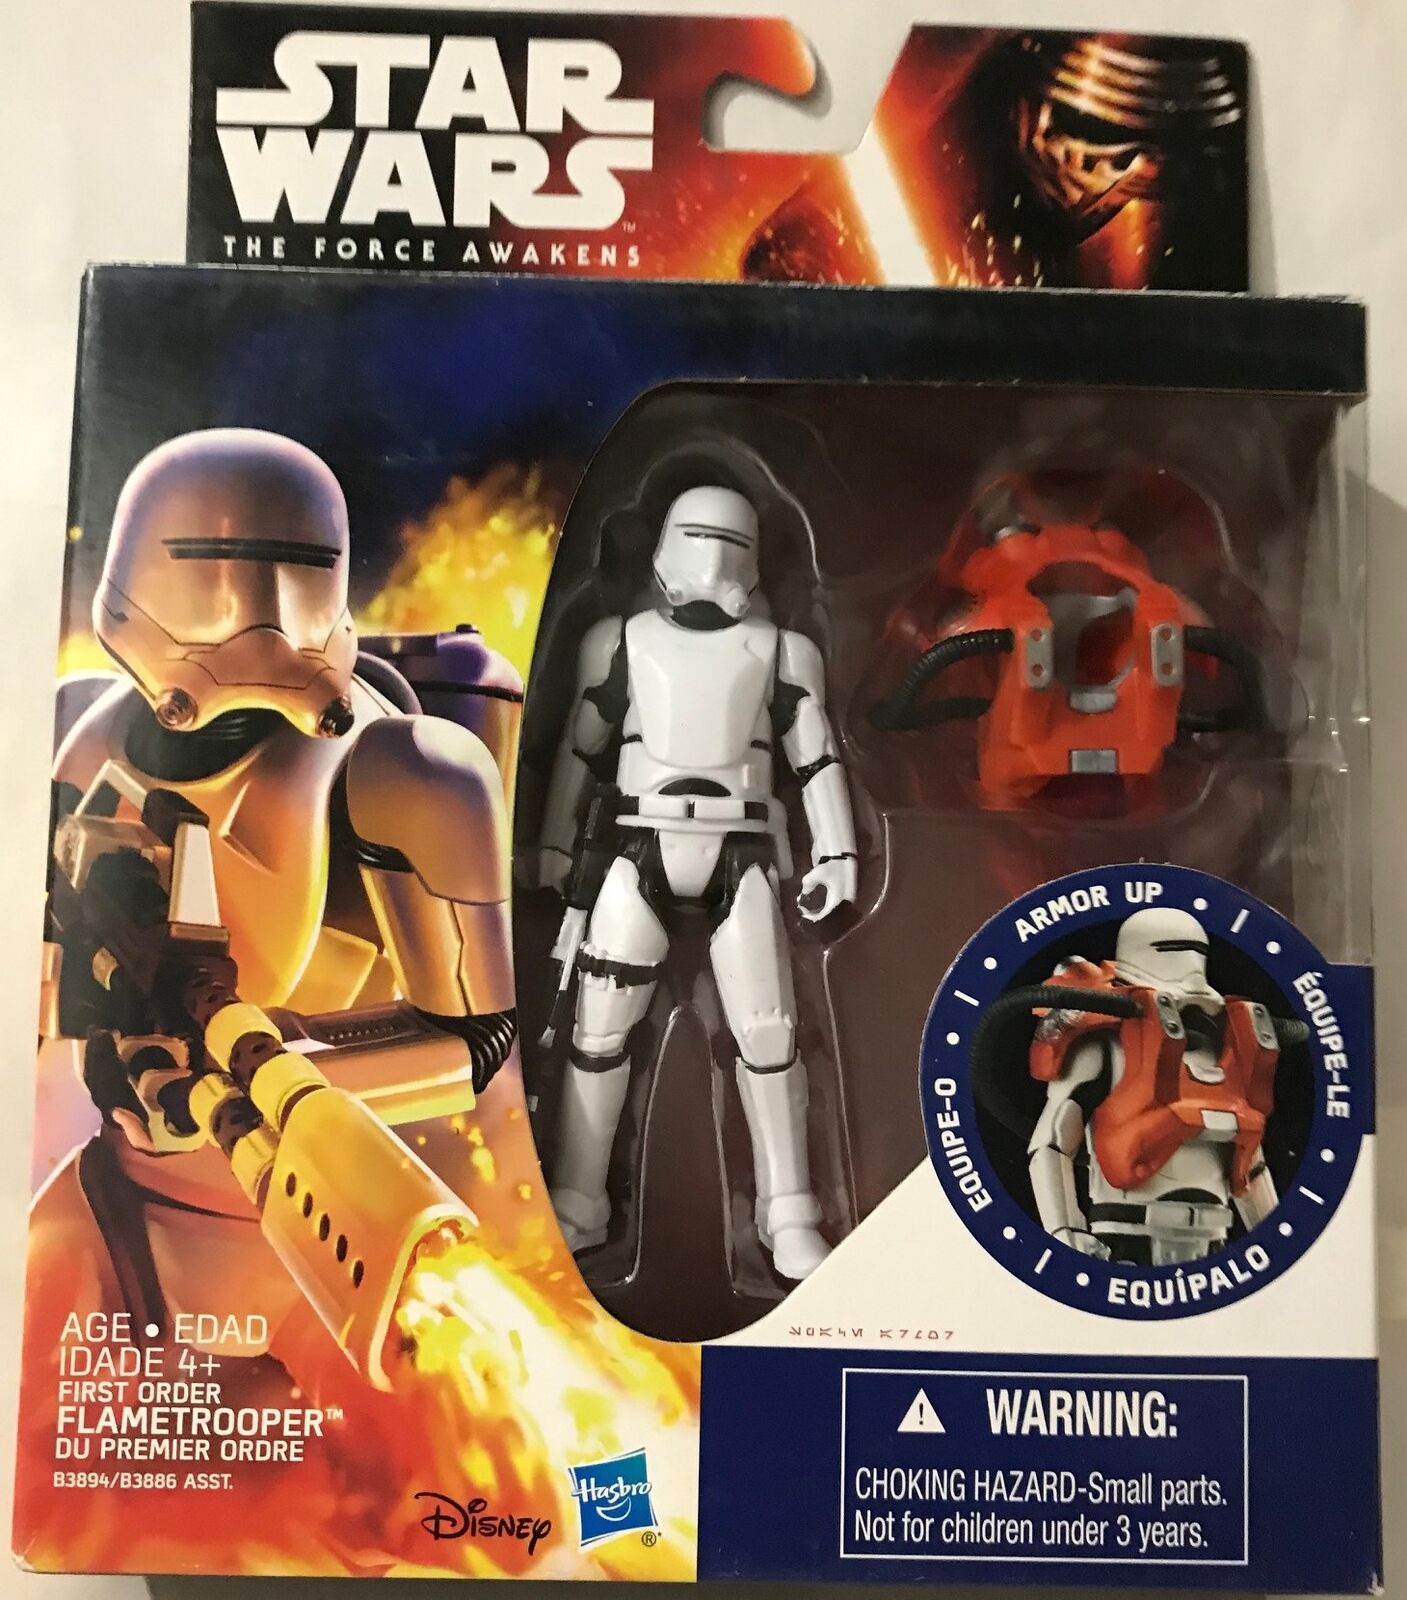 STAR
WARS™
THE FORCE AWAKENS
ARMOR UP
ÉQUIPE-LE
EQUIPE-O
EQUÍPALO
AGE • EDAD
IDADE 4+
FIRST ORDER
FLAMETROOPER™
DU PREMIER ORDRE
B3894/B3886 ASST.
Disney
Hasbro
®*
WARNING:
CHOKING HAZARD-Small parts.
Not for children under 3 years.